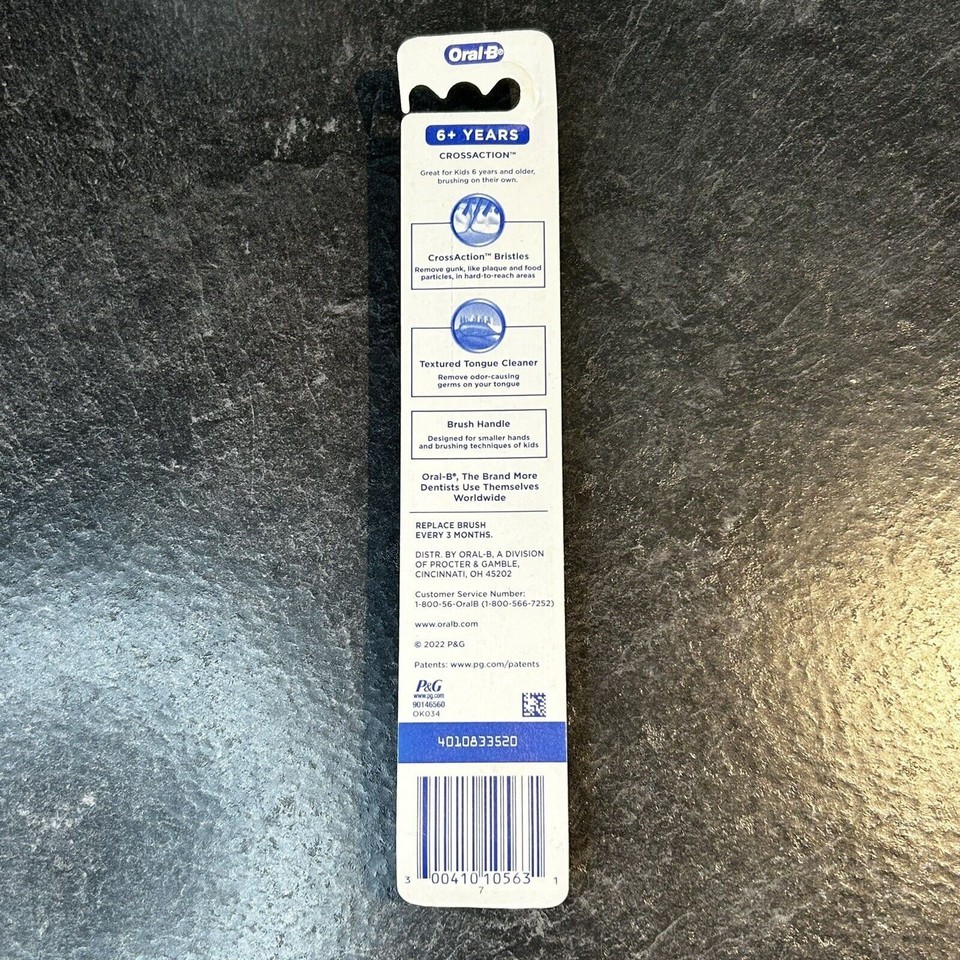 Oral-B®
6+ YEARS
CROSSACTION™
Great for Kids 6 years and older,
brushing on their own.
CrossAction™ Bristles
Remove gunk, like plaque and food
particles, in hard-to-reach areas
Textured Tongue Cleaner
Remove odor-causing
germs on your tongue
Brush Handle
Designed for smaller hands
and brushing techniques of kids
Oral-B®, The Brand More
Dentists Use Themselves
Worldwide
REPLACE BRUSH
EVERY 3 MONTHS.
DISTR. BY ORAL-B, A DIVISION
OF PROCTER & GAMBLE,
CINCINNATI, OH 45202
Customer Service Number:
1-800-56-OralB (1-800-566-7252)
www.oralb.com
© 2022 P&G
Patents: www.pg.com/patents
P&G
www.pg.com
90146560
OK034
4010833520
3 00410 10563 1
7